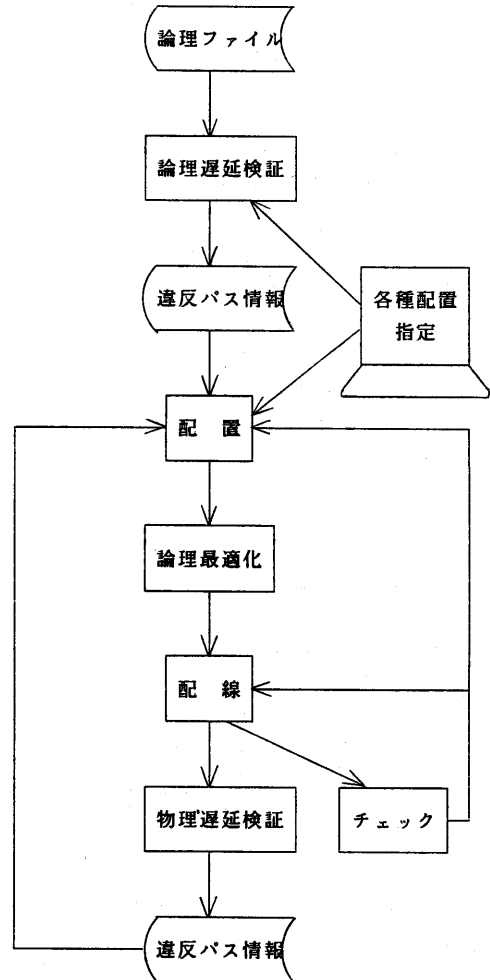 論理ファイル
論理遅延検証
違反パス情報
各種配置
指定
配　置
論理最適化
配　線
物理遅延検証
チェック
違反パス情報